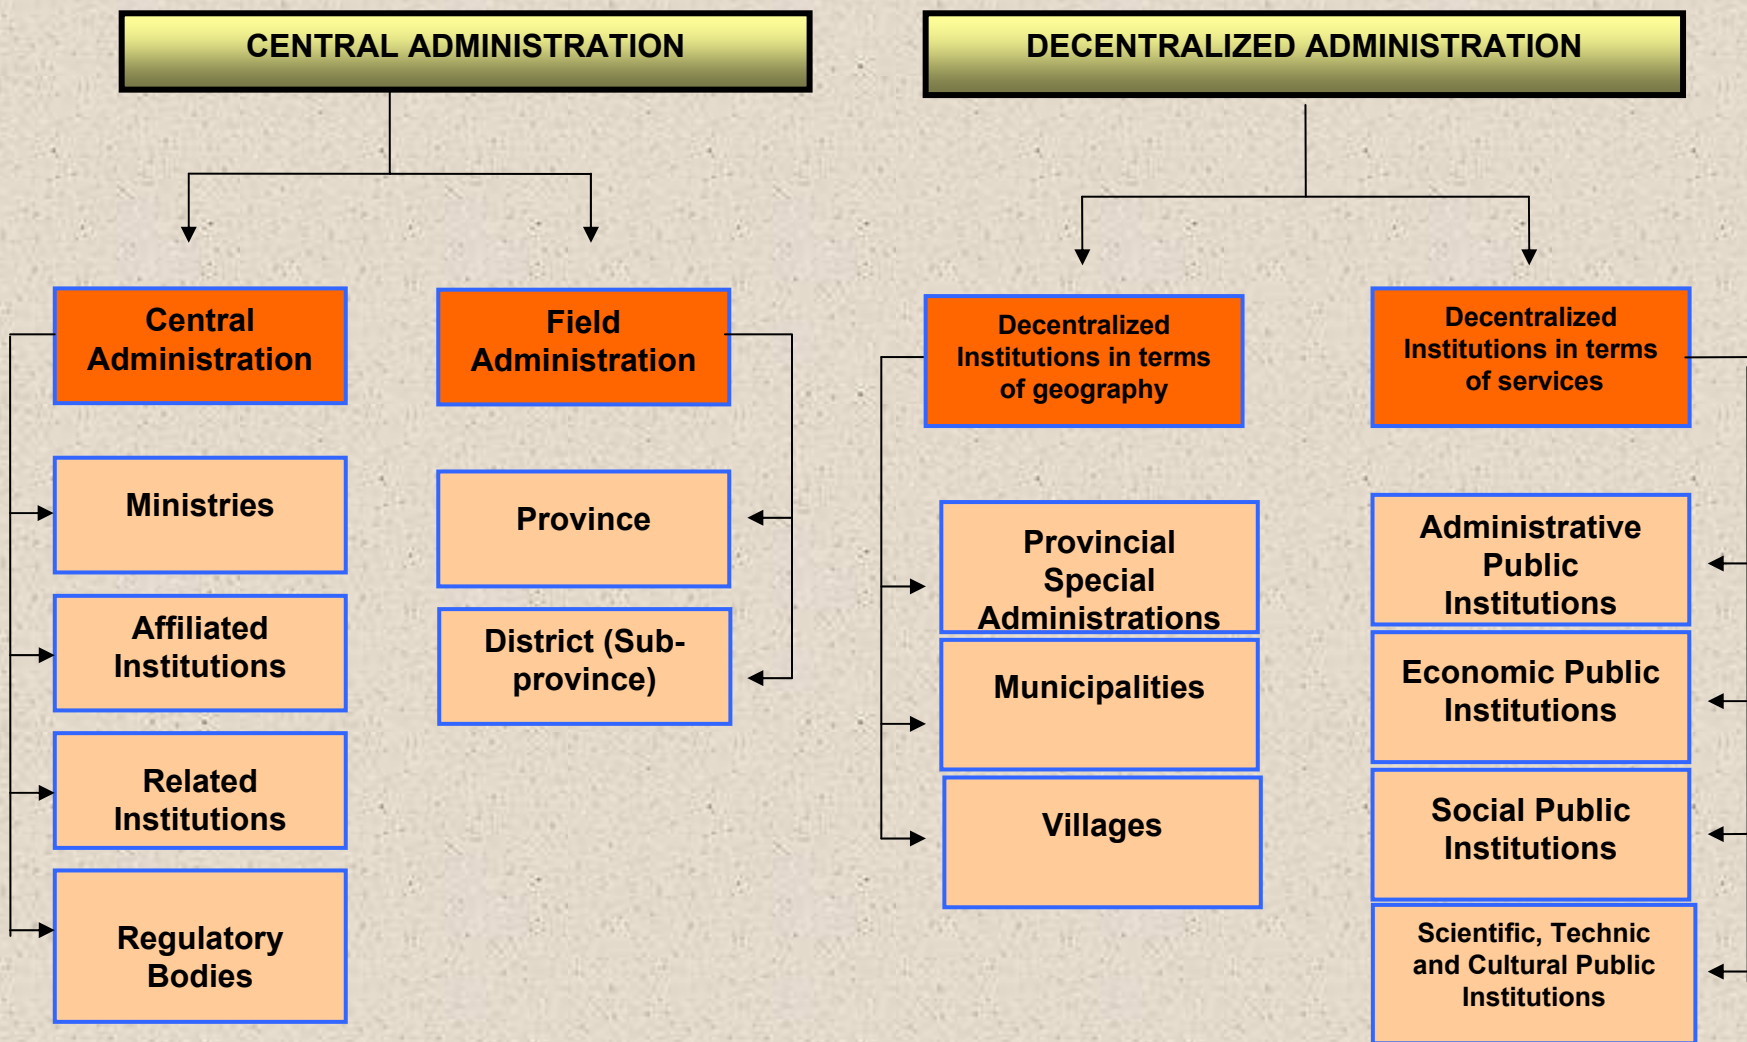 CENTRAL ADMINISTRATION
DECENTRALIZED ADMINISTRATION
Central
Administration
Ministries
Affiliated
Institutions
Related
Institutions
Regulatory
Bodies
Field
Administration
Province
District (Sub-
province)
Decentralized
Institutions in terms
of geography
Provincial
Special
Administrations
Municipalities
Villages
Decentralized
Institutions in terms
of services
Administrative
Public
Institutions
Economic Public
Institutions
Social Public
Institutions
Scientific, Technic
and Cultural Public
Institutions